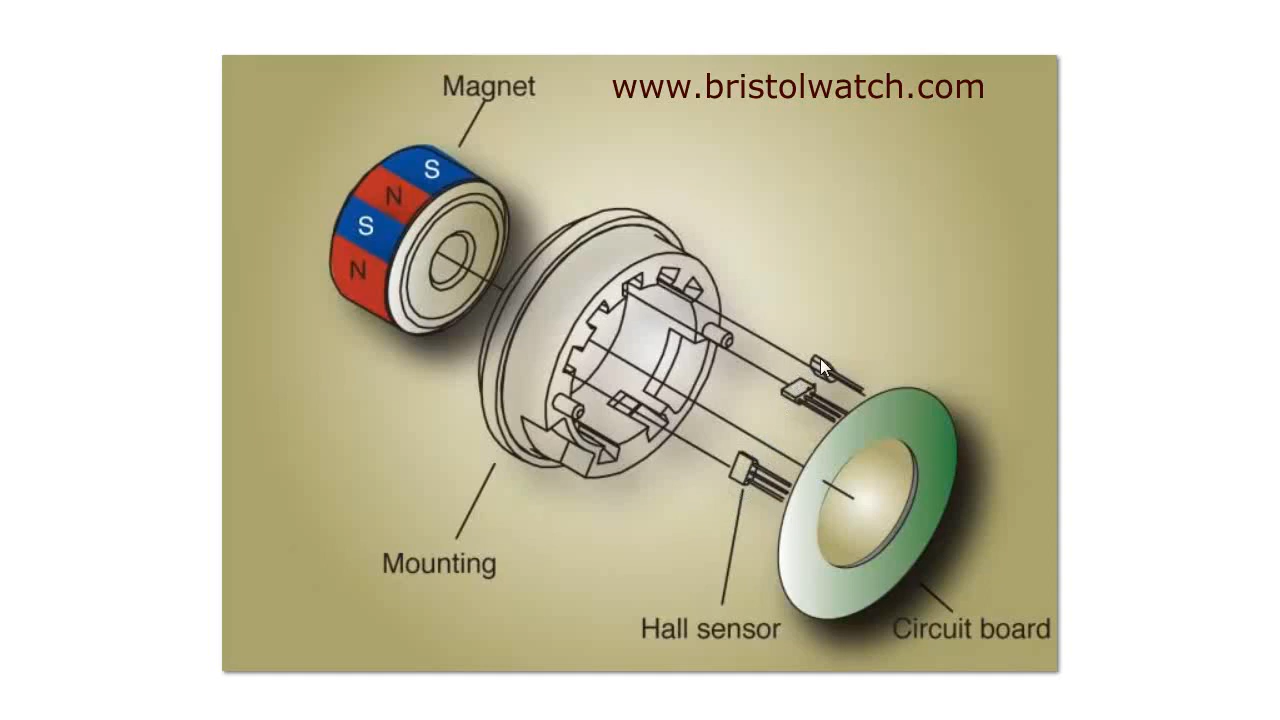 Magnet
www.bristolwatch.com
S
N
S
N
Mounting
Hall sensor
Circuit board